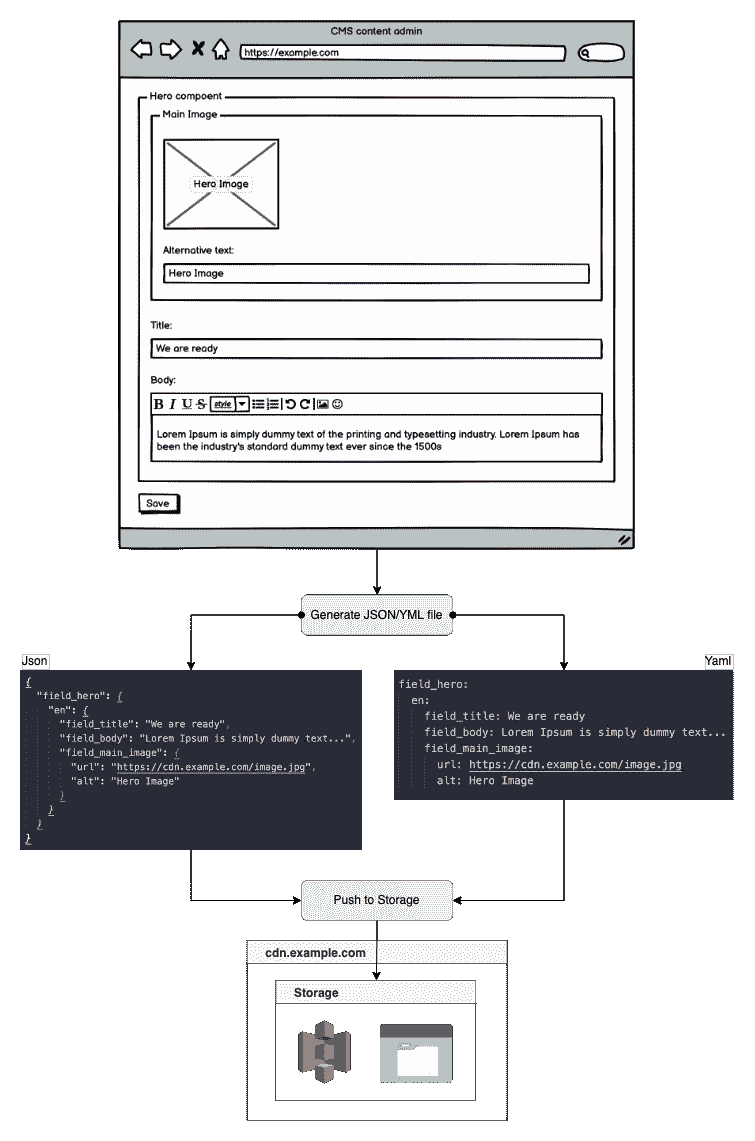 CMS content admin
https://example.com
Hero compoent
Main Image
Hero Image
Alternative text:
Hero Image
Title:
We are ready
Body:
B I U S style
Lorem Ipsum is simply dummy text of the printing and typesetting industry. Lorem Ipsum has
been the industry's standard dummy text ever since the 1500s
Save
Generate JSON/YML file
Json
{
"field_hero": {
"en": {
"field_title": "We are ready",
"field_body": "Lorem Ipsum is simply dummy text...",
"field_main_image": {
"url": "https://cdn.example.com/image.jpg",
"alt": "Hero Image"
}
}
}
}
Yaml
field_hero:
en:
field_title: We are ready
field_body: Lorem Ipsum is simply dummy text...
field_main_image:
url: https://cdn.example.com/image.jpg
alt: Hero Image
Push to Storage
cdn.example.com
Storage